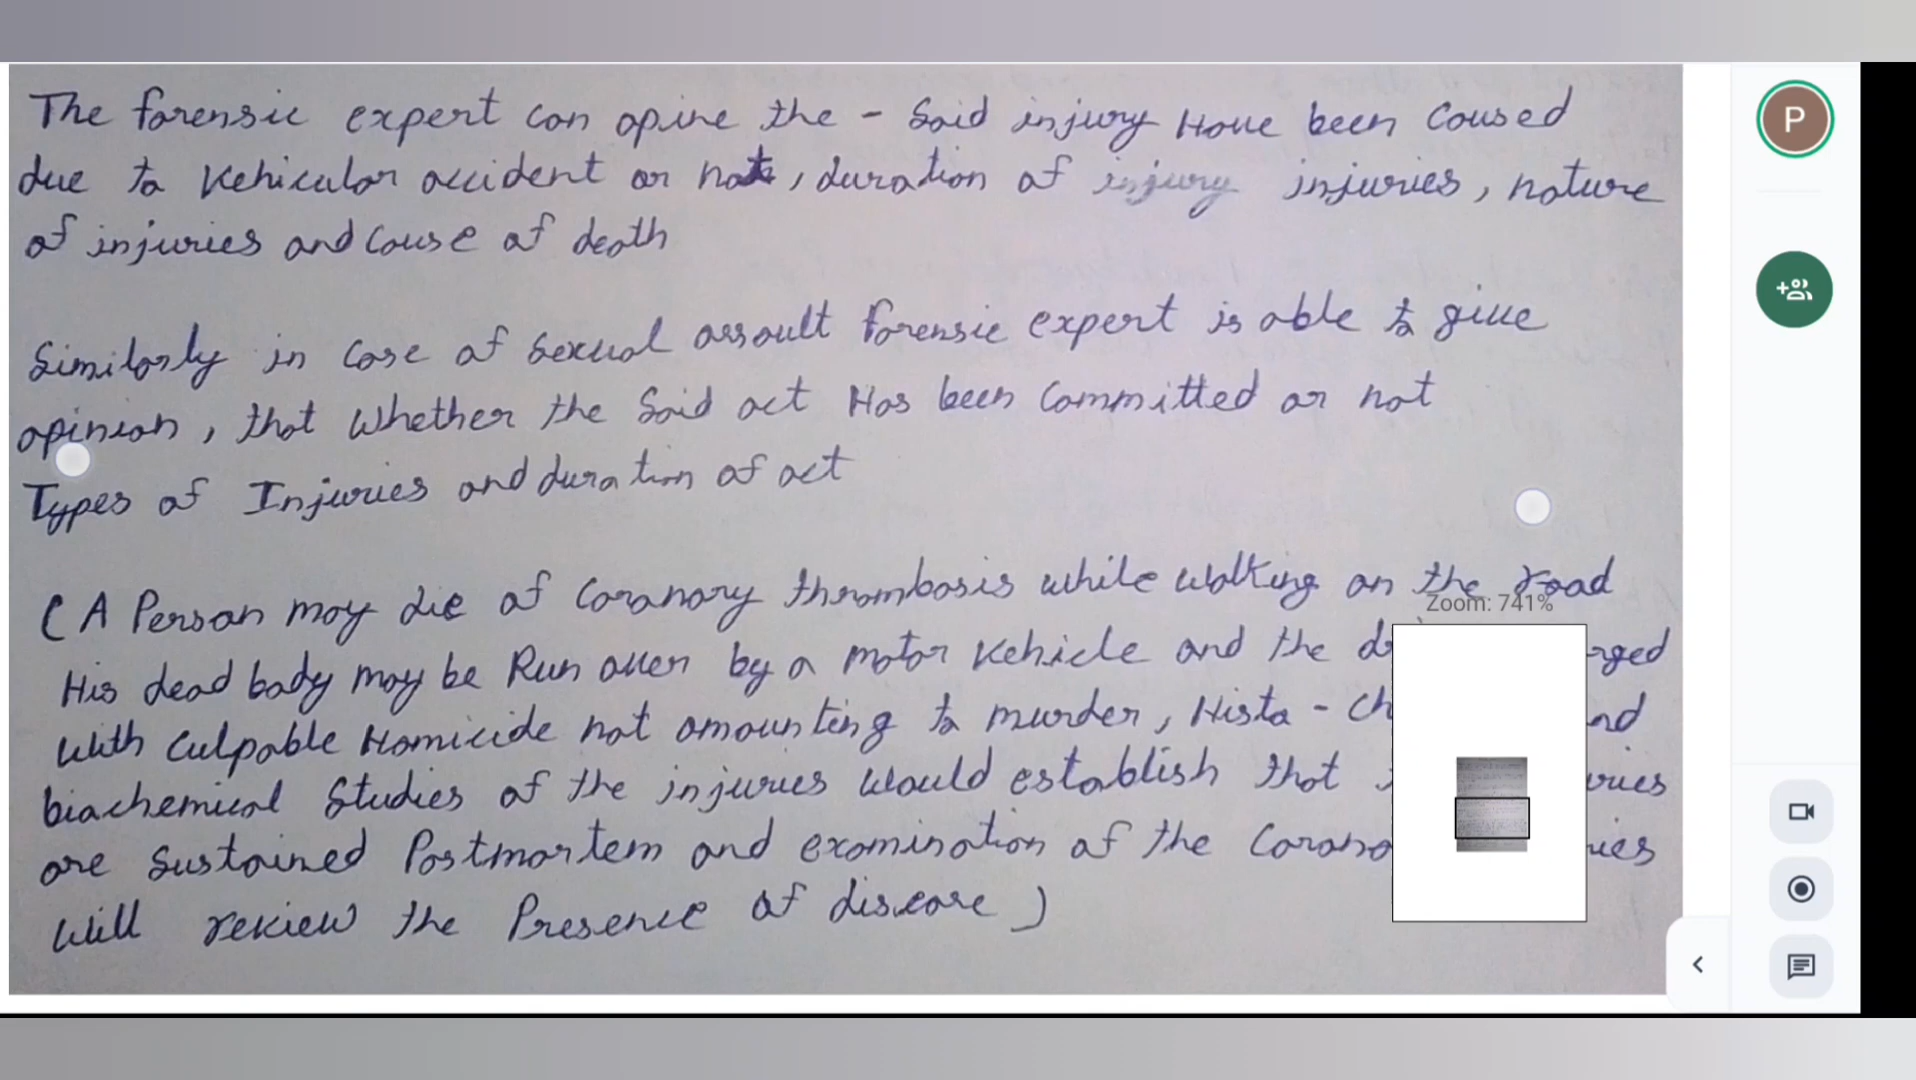 The forensic expert can opine the - Said injury Have been Caused
due to Vehicular accident or not, duration of injury injuries, nature
of injuries and Cause of death
Similarly in Case of Sexual assault forensic expert is able to give
opinion, that Whether the Said act Has been Committed or not
Types of Injuries and duration of act
( A Person may die of Coronary thrombosis while walking on the road
Zoom: 741%
His dead body may be Run over by a motor Vehicle and the
With Culpable Homicide not amounting to murder, Histo -
biochemical Studies of the injuries Would establish that
are Sustained Postmortem and examination of the
Will review the Presence of disease )
P